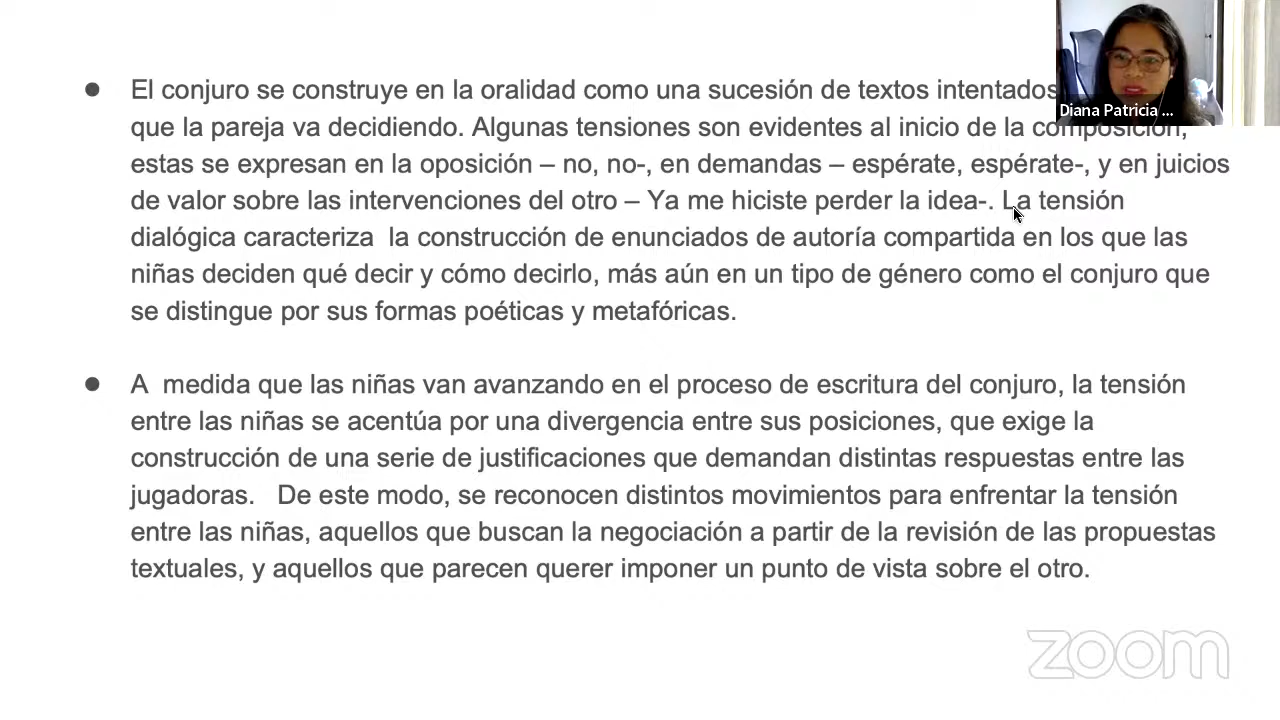 El conjuro se construye en la oralidad como una sucesión de textos intentados
que la pareja va decidiendo. Algunas tensiones son evidentes al inicio de la composición,
estas se expresan en la oposición – no, no-, en demandas – espérate, espérate-, y en juicios
de valor sobre las intervenciones del otro – Ya me hiciste perder la idea-. La tensión
dialógica caracteriza  la construcción de enunciados de autoría compartida en los que las
niñas deciden qué decir y cómo decirlo, más aún en un tipo de género como el conjuro que
se distingue por sus formas poéticas y metafóricas.
A  medida que las niñas van avanzando en el proceso de escritura del conjuro, la tensión
entre las niñas se acentúa por una divergencia entre sus posiciones, que exige la
construcción de una serie de justificaciones que demandan distintas respuestas entre las
jugadoras.   De este modo, se reconocen distintos movimientos para enfrentar la tensión
entre las niñas, aquellos que buscan la negociación a partir de la revisión de las propuestas
textuales, y aquellos que parecen querer imponer un punto de vista sobre el otro.
Diana Patricia ...
zoom